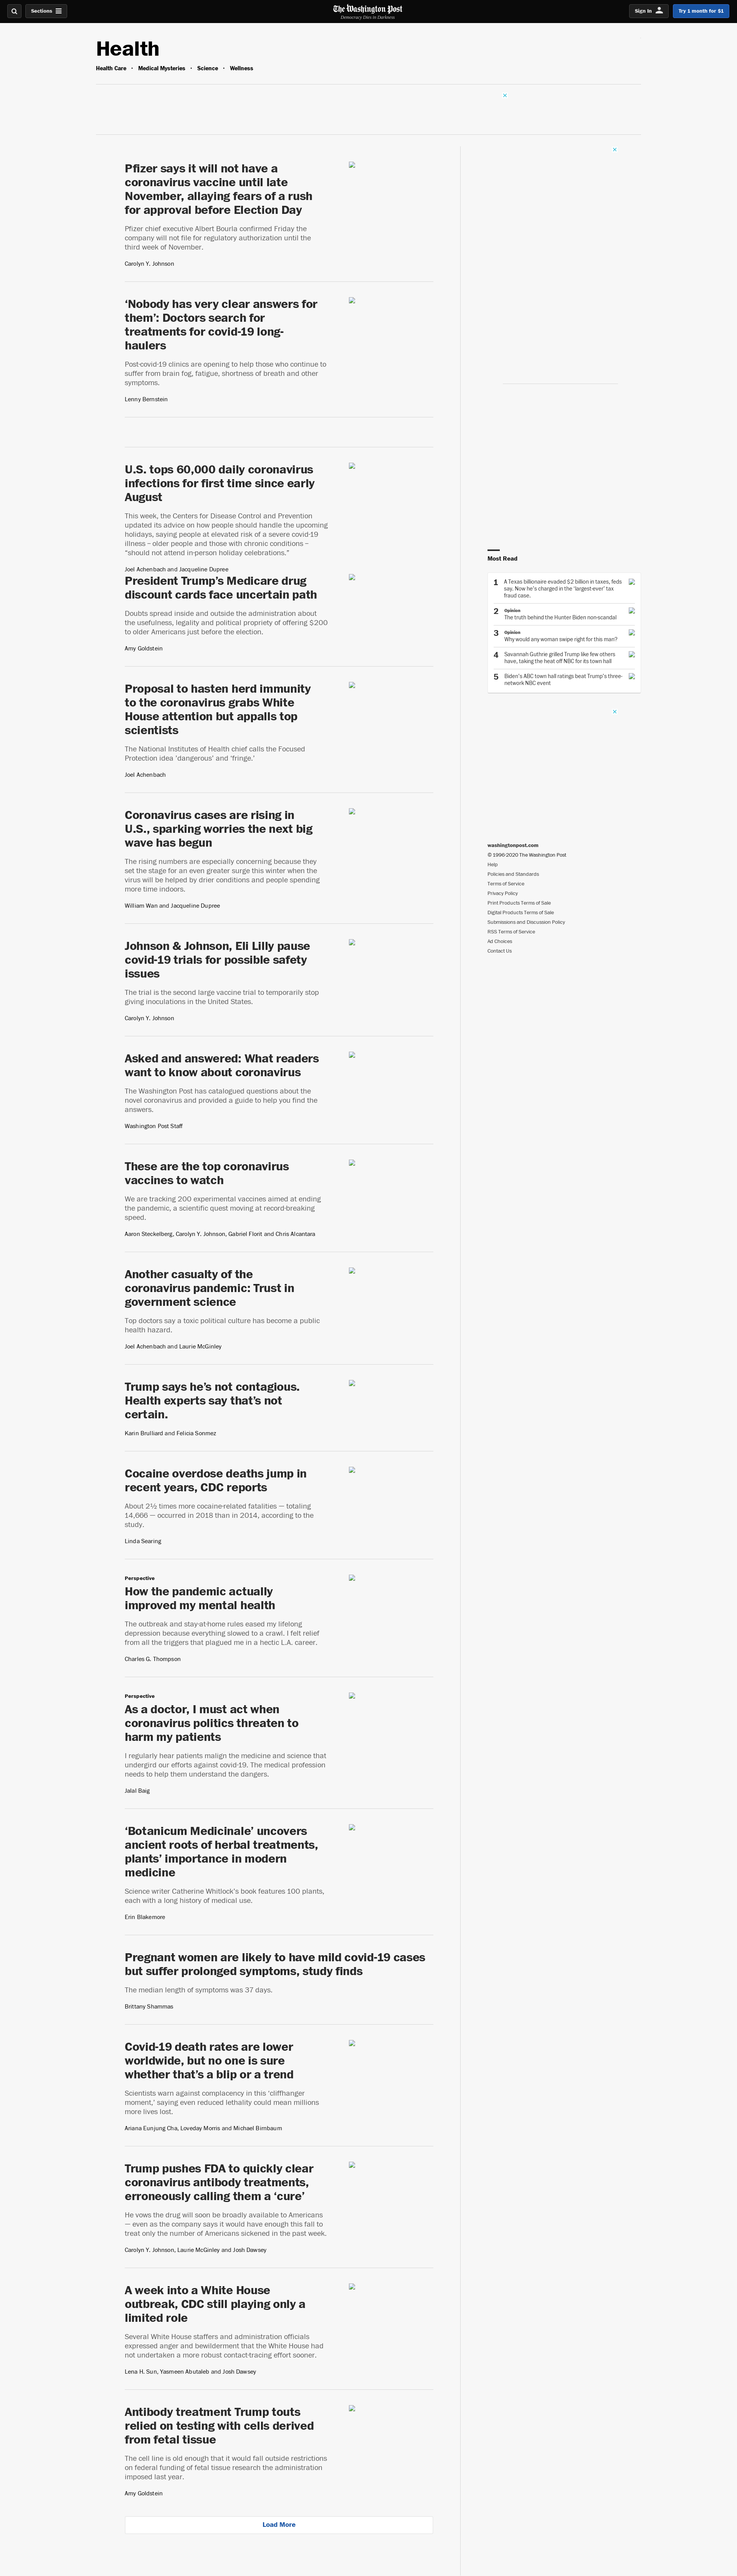 Sections
The Washington Post
Democracy Dies in Darkness
Sign In
Try 1 month for $1
Health
Health Care • Medical Mysteries • Science • Wellness
Pfizer says it will not have a
coronavirus vaccine until late
November, allaying fears of a rush
for approval before Election Day
Pfizer chief executive Albert Bourla confirmed Friday the
company will not file for regulatory authorization until the
third week of November.
Carolyn Y. Johnson
‘Nobody has very clear answers for
them’: Doctors search for
treatments for covid-19 long-
haulers
Post-covid-19 clinics are opening to help those who continue to
suffer from brain fog, fatigue, shortness of breath and other
symptoms.
Lenny Bernstein
U.S. tops 60,000 daily coronavirus
infections for first time since early
August
This week, the Centers for Disease Control and Prevention
updated its advice on how people should handle the upcoming
holidays, saying people at elevated risk of a severe covid-19
illness – older people and those with chronic conditions –
“should not attend in-person holiday celebrations.”
Joel Achenbach and Jacqueline Dupree
President Trump’s Medicare drug
discount cards face uncertain path
Doubts spread inside and outside the administration about
the usefulness, legality and political propriety of offering $200
to older Americans just before the election.
Amy Goldstein
Proposal to hasten herd immunity
to the coronavirus grabs White
House attention but appalls top
scientists
The National Institutes of Health chief calls the Focused
Protection idea 'dangerous' and 'fringe.'
Joel Achenbach
Coronavirus cases are rising in
U.S., sparking worries the next big
wave has begun
The rising numbers are especially concerning because they
set the stage for an even greater surge this winter when the
virus will be helped by drier conditions and people spending
more time indoors.
William Wan and Jacqueline Dupree
Johnson & Johnson, Eli Lilly pause
covid-19 trials for possible safety
issues
The trial is the second large vaccine trial to temporarily stop
giving inoculations in the United States.
Carolyn Y. Johnson
Asked and answered: What readers
want to know about coronavirus
The Washington Post has catalogued questions about the
novel coronavirus and provided a guide to help you find the
answers.
Washington Post Staff
These are the top coronavirus
vaccines to watch
We are tracking 200 experimental vaccines aimed at ending
the pandemic, a scientific quest moving at record-breaking
speed.
Aaron Steckelberg, Carolyn Y. Johnson, Gabriel Florit and Chris Alcantara
Another casualty of the
coronavirus pandemic: Trust in
government science
Top doctors say a toxic political culture has become a public
health hazard.
Joel Achenbach and Laurie McGinley
Trump says he’s not contagious.
Health experts say that’s not
certain.
Karin Brulliard and Felicia Sonmez
Cocaine overdose deaths jump in
recent years, CDC reports
About 2½ times more cocaine-related fatalities — totaling
14,666 — occurred in 2018 than in 2014, according to the
study.
Linda Searing
Perspective
How the pandemic actually
improved my mental health
The outbreak and stay-at-home rules eased my lifelong
depression because everything slowed to a crawl. I felt relief
from all the triggers that plagued me in a hectic L.A. career.
Charles G. Thompson
Perspective
As a doctor, I must act when
coronavirus politics threaten to
harm my patients
I regularly hear patients malign the medicine and science that
undergird our efforts against covid-19. The medical profession
needs to help them understand the dangers.
Jalal Baig
‘Botanicum Medicinale’ uncovers
ancient roots of herbal treatments,
plants’ importance in modern
medicine
Science writer Catherine Whitlock's book features 100 plants,
each with a long history of medical use.
Erin Blakemore
Pregnant women are likely to have mild covid-19 cases
but suffer prolonged symptoms, study finds
The median length of symptoms was 37 days.
Brittany Shammas
Covid-19 death rates are lower
worldwide, but no one is sure
whether that’s a blip or a trend
Scientists warn against complacency in this 'cliffhanger
moment,' saying even reduced lethality could mean millions
more lives lost.
Ariana Eunjung Cha, Loveday Morris and Michael Birnbaum
Trump pushes FDA to quickly clear
coronavirus antibody treatments,
erroneously calling them a ‘cure’
He vows the drug will soon be broadly available to Americans
— even as the company says it would have enough this fall to
treat only the number of Americans sickened in the past week.
Carolyn Y. Johnson, Laurie McGinley and Josh Dawsey
A week into a White House
outbreak, CDC still playing only a
limited role
Several White House staffers and administration officials
expressed anger and bewilderment that the White House had
not undertaken a more robust contact-tracing effort sooner.
Lena H. Sun, Yasmeen Abutaleb and Josh Dawsey
Antibody treatment Trump touts
relied on testing with cells derived
from fetal tissue
The cell line is old enough that it would fall outside restrictions
on federal funding of fetal tissue research the administration
imposed last year.
Amy Goldstein
Load More
Most Read
1 A Texas billionaire evaded $2 billion in taxes, feds
say. Now he's charged in the 'largest-ever' tax
fraud case.
2 Opinion
The truth behind the Hunter Biden non-scandal
3 Opinion
Why would any woman swipe right for this man?
4 Savannah Guthrie grilled Trump like few others
have, taking the heat off NBC for its town hall
5 Biden's ABC town hall ratings beat Trump's three-
network NBC event
washingtonpost.com
© 1996-2020 The Washington Post
Help
Policies and Standards
Terms of Service
Privacy Policy
Print Products Terms of Sale
Digital Products Terms of Sale
Submissions and Discussion Policy
RSS Terms of Service
Ad Choices
Contact Us